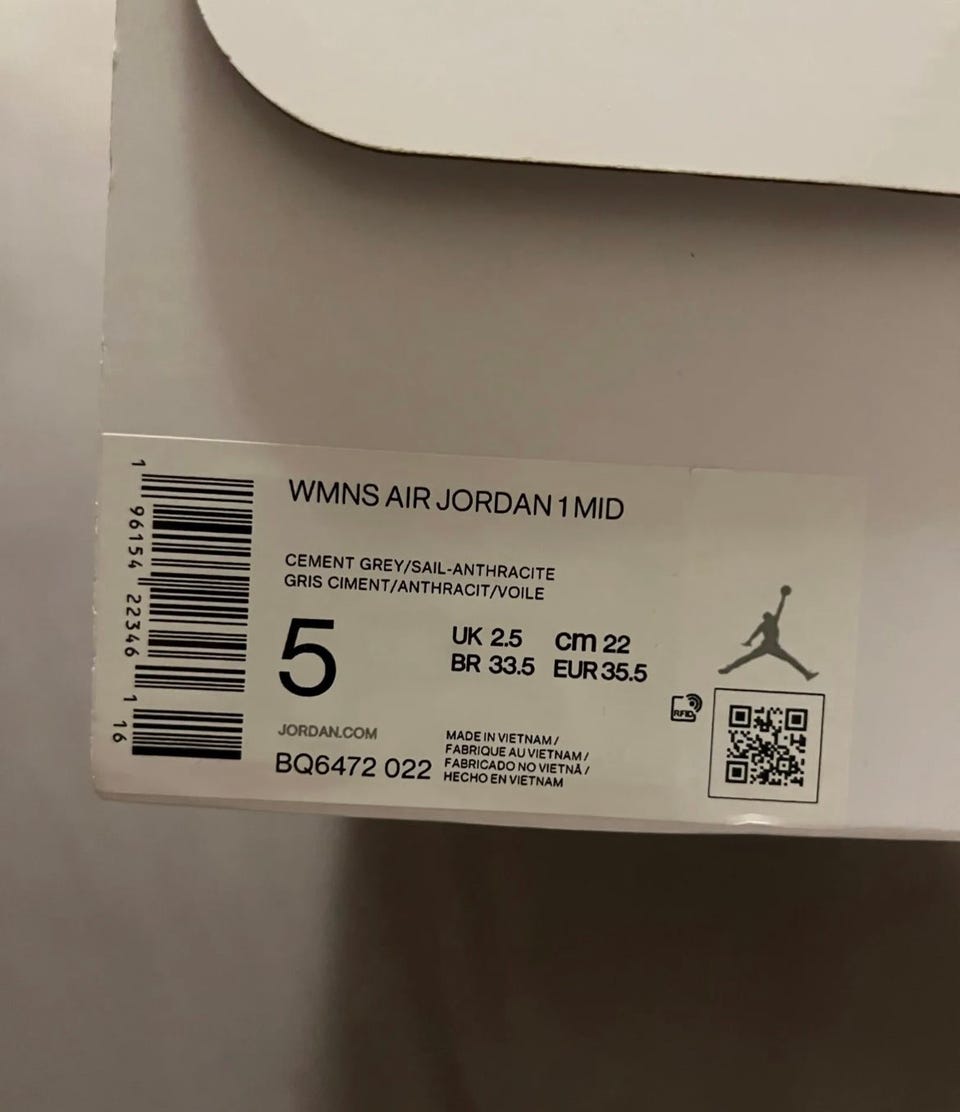 1 96154 22346 1 16
WMNS AIR JORDAN 1 MID
CEMENT GREY/SAIL-ANTHRACITE
GRIS CIMENT/ANTHRACIT/VOILE
5
UK 2.5 cm 22
BR 33.5 EUR 35.5
RFID
JORDAN.COM
BQ6472 022
MADE IN VIETNAM /
FABRIQUE AU VIETNAM /
FABRICADO NO VIETNÃ /
HECHO EN VIETNAM